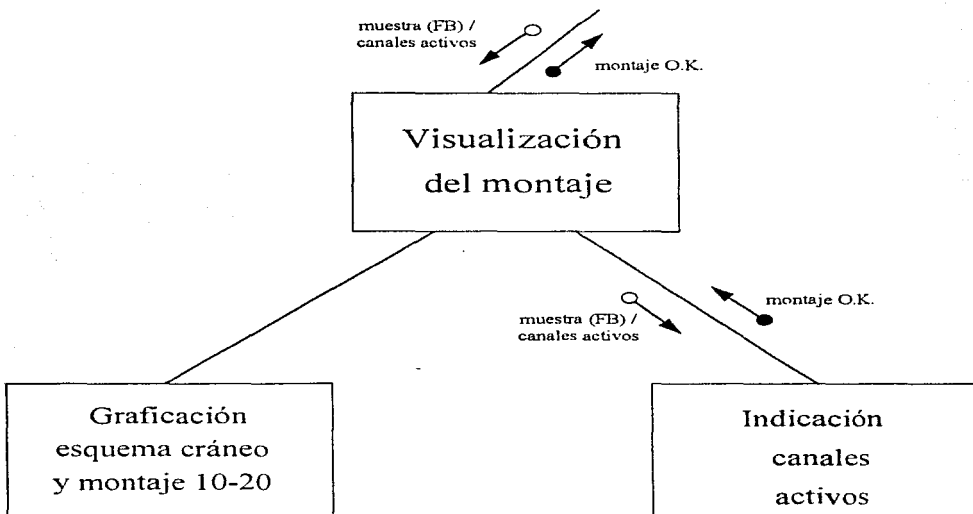 muestra (FB) /
canales activos
montaje O.K.
Visualización
del montaje
muestra (FB) /
canales activos
montaje O.K.
Graficación
esquema cráneo
y montaje 10-20
Indicación
canales
activos